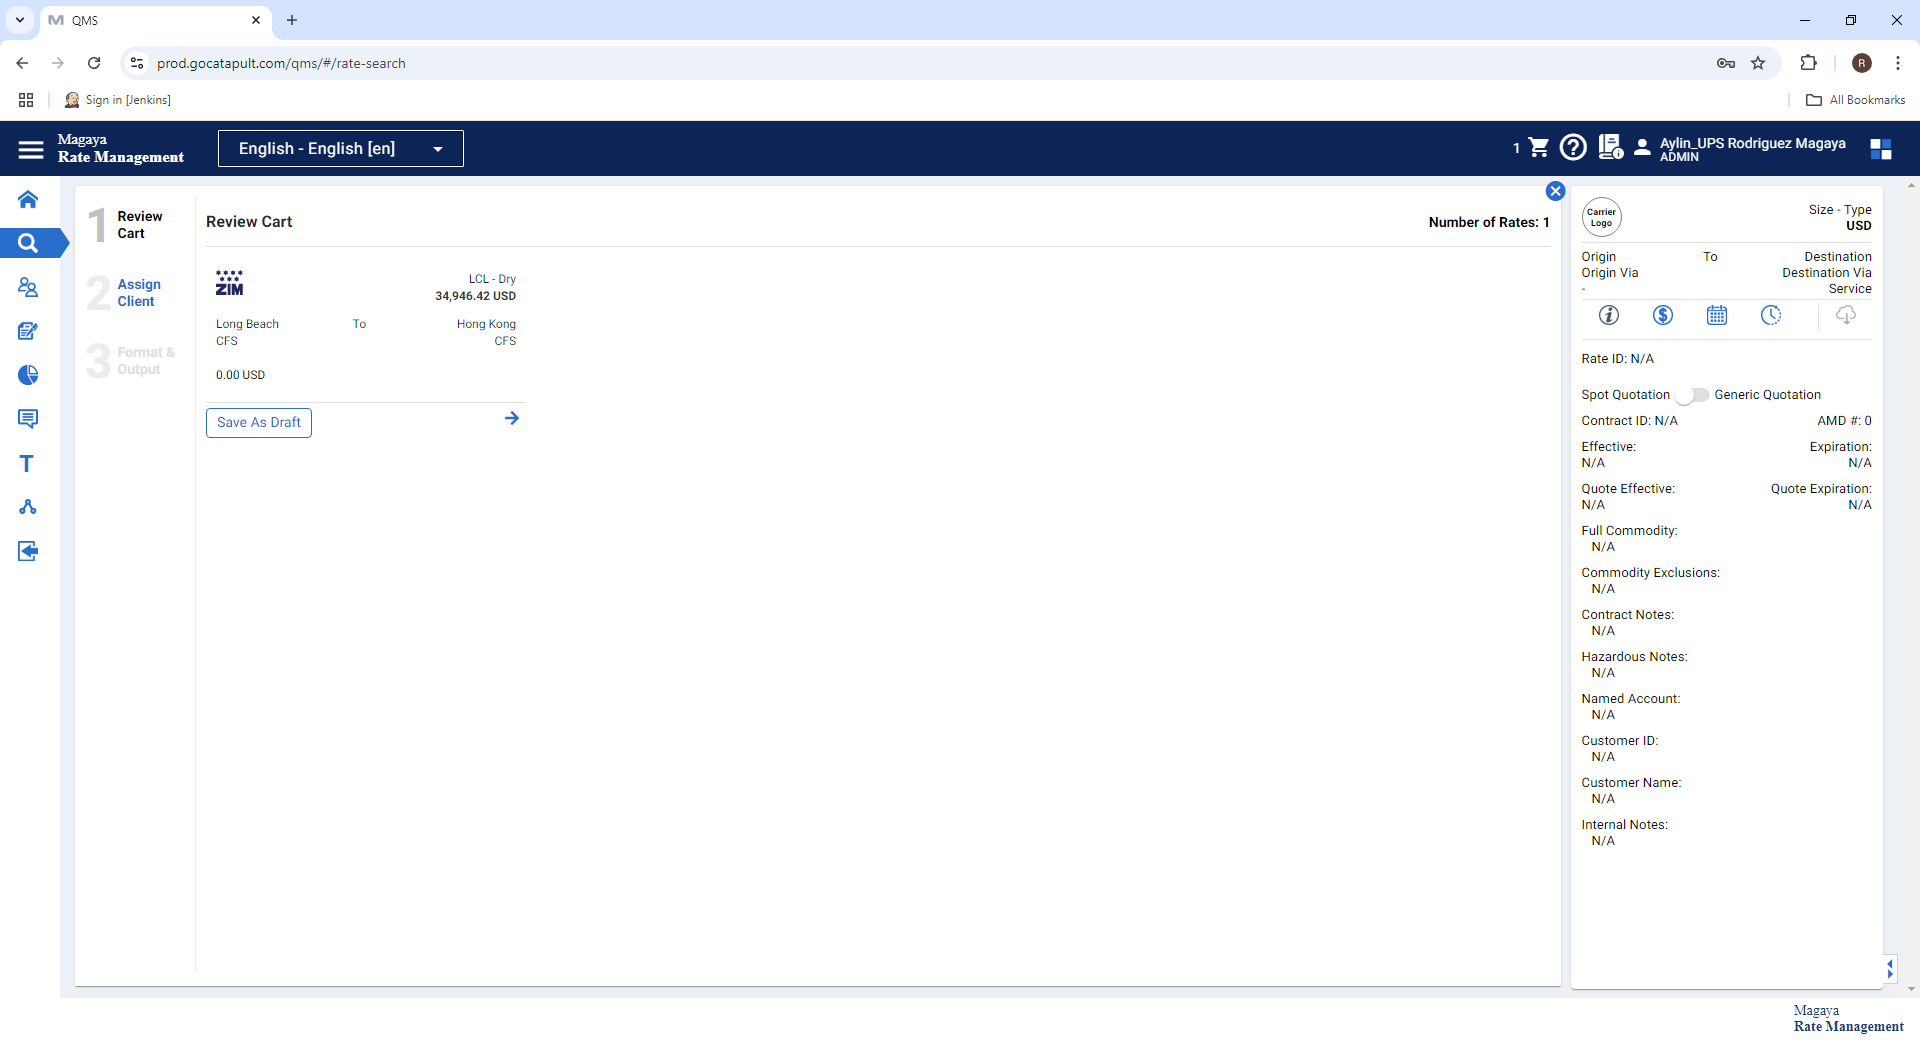 QMS
prod.gocatapult.com/qms/#/rate-search
R
Sign in [Jenkins]
All Bookmarks
Magaya
Rate Management
English - English [en]
1
Aylin_UPS Rodriguez Magaya
ADMIN
1 Review Cart
2 Assign Client
3 Format & Output
Review Cart
Number of Rates: 1
ZIM
LCL - Dry
34,946.42 USD
Long Beach To Hong Kong
CFS CFS
0.00 USD
Save As Draft
Carrier Logo
Size - Type
USD
Origin To Destination
Origin Via Destination Via
- Service
Rate ID: N/A
Spot Quotation Generic Quotation
Contract ID: N/A AMD #: 0
Effective: Expiration:
N/A N/A
Quote Effective: Quote Expiration:
N/A N/A
Full Commodity:
N/A
Commodity Exclusions:
N/A
Contract Notes:
N/A
Hazardous Notes:
N/A
Named Account:
N/A
Customer ID:
N/A
Customer Name:
N/A
Internal Notes:
N/A
Magaya
Rate Management